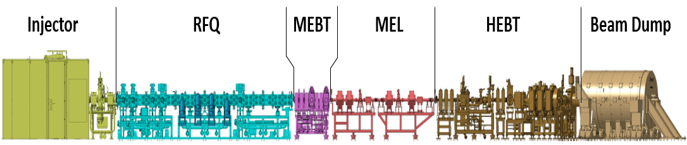 Injector
RFQ
MEBT
MEL
HEBT
Beam Dump